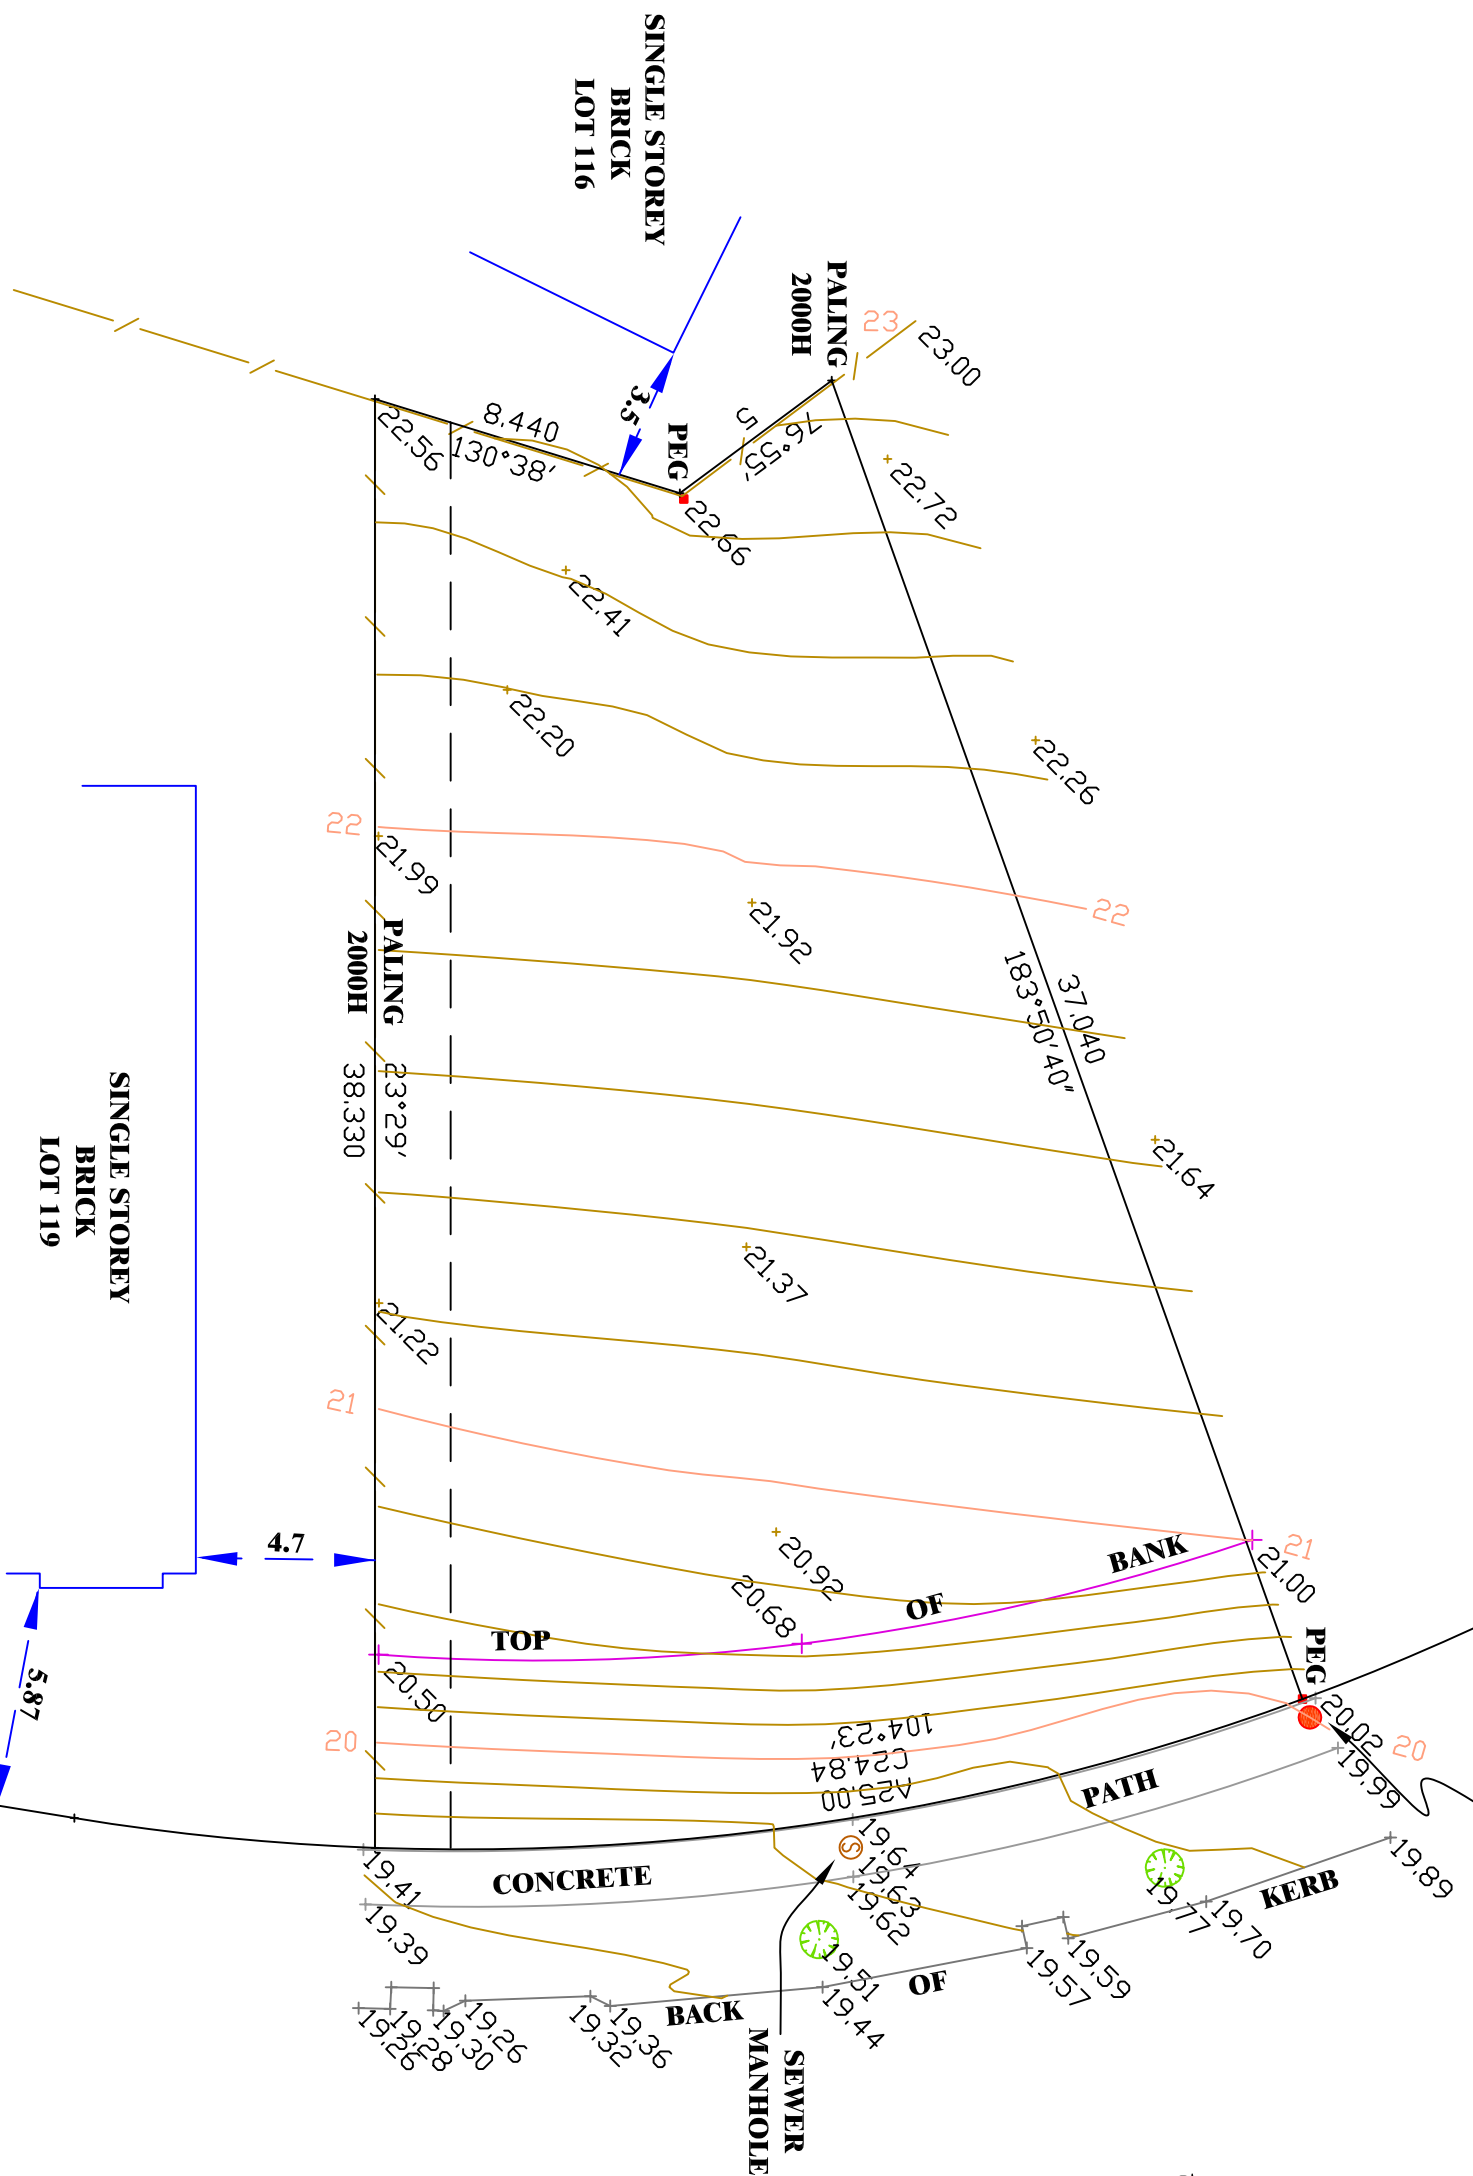 SINGLE STOREY
BRICK
LOT 116
PALING
2000H
23
23.00
3.5
PEG
5
76°55'
8.440
130°38'
22.56
22.66
22.72
22.41
22.20
22.26
22
21.99
22
21.92
PALING
2000H
37.040
183°50'40"
23°29'
38.330
21.64
SINGLE STOREY
BRICK
LOT 119
21.37
21.22
21
21
21.00
4.7
20.92
20.68
TOP
OF
BANK
20.50
PEG
20.02
20
20
19.99
5.87
104°23'
C24.84
A25.00
CONCRETE
PATH
19.64
19.63
19.62
S
19.41
19.39
19.89
KERB
19.77
19.70
19.51
19.59
19.57
OF
BACK
19.44
19.36
19.32
19.26
19.30
19.28
19.26
SEWER
MANHOLE